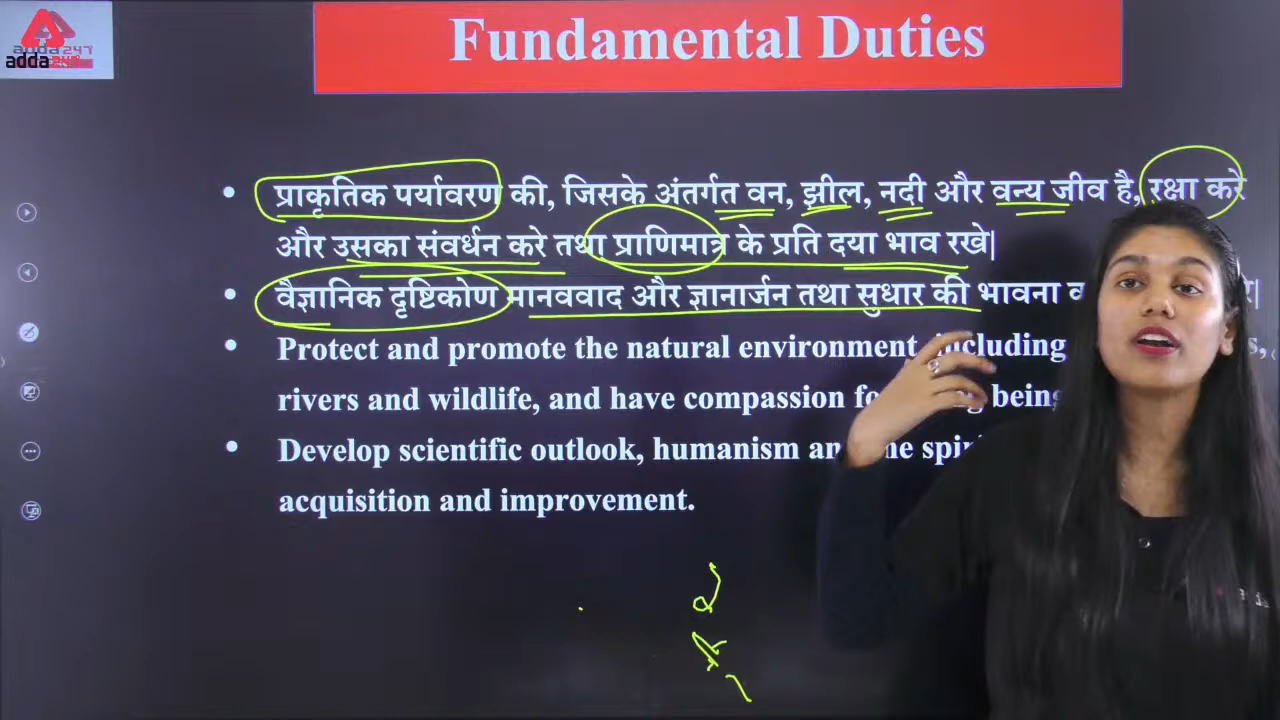 adda247
adda247
Fundamental Duties
• प्राकृतिक पर्यावरण की, जिसके अंतर्गत वन, झील, नदी और वन्य जीव है, रक्षा करे
और उसका संवर्धन करे तथा प्राणिमात्र के प्रति दया भाव रखे|
• वैज्ञानिक दृष्टिकोण मानववाद और ज्ञानार्जन तथा सुधार की भावना
• Protect and promote the natural environment, including
rivers and wildlife, and have compassion
• Develop scientific outlook, humanism
acquisition and improvement.